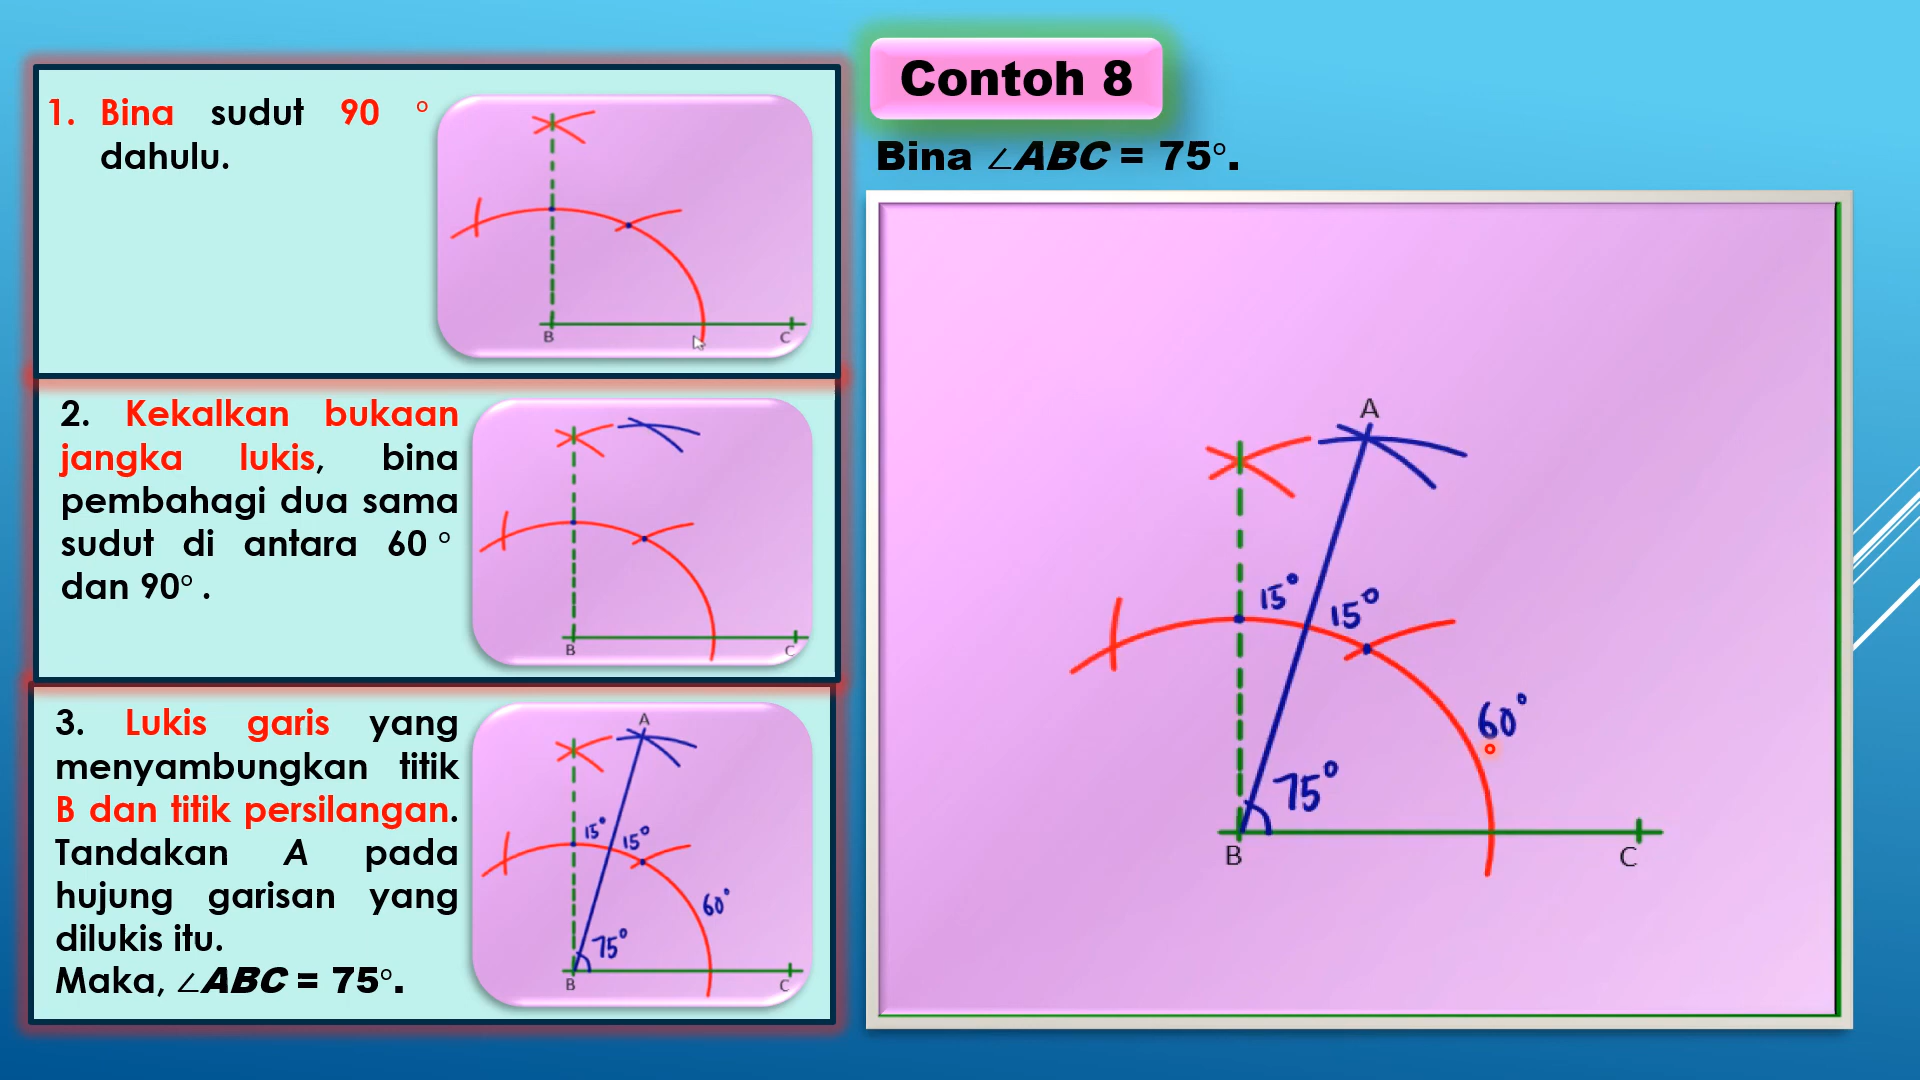 Contoh 8
Bina ∠ABC = 75°.
1. Bina sudut 90 °
dahulu.
B
C
2. Kekalkan bukaan
jangka lukis, bina
pembahagi dua sama
sudut di antara 60 °
dan 90° .
B
C
3. Lukis garis yang
menyambungkan titik
B dan titik persilangan.
Tandakan A pada
hujung garisan yang
dilukis itu.
Maka, ∠ABC = 75°.
A
15°
15°
60°
75°
B
C
A
15°
15°
60°
75°
B
C